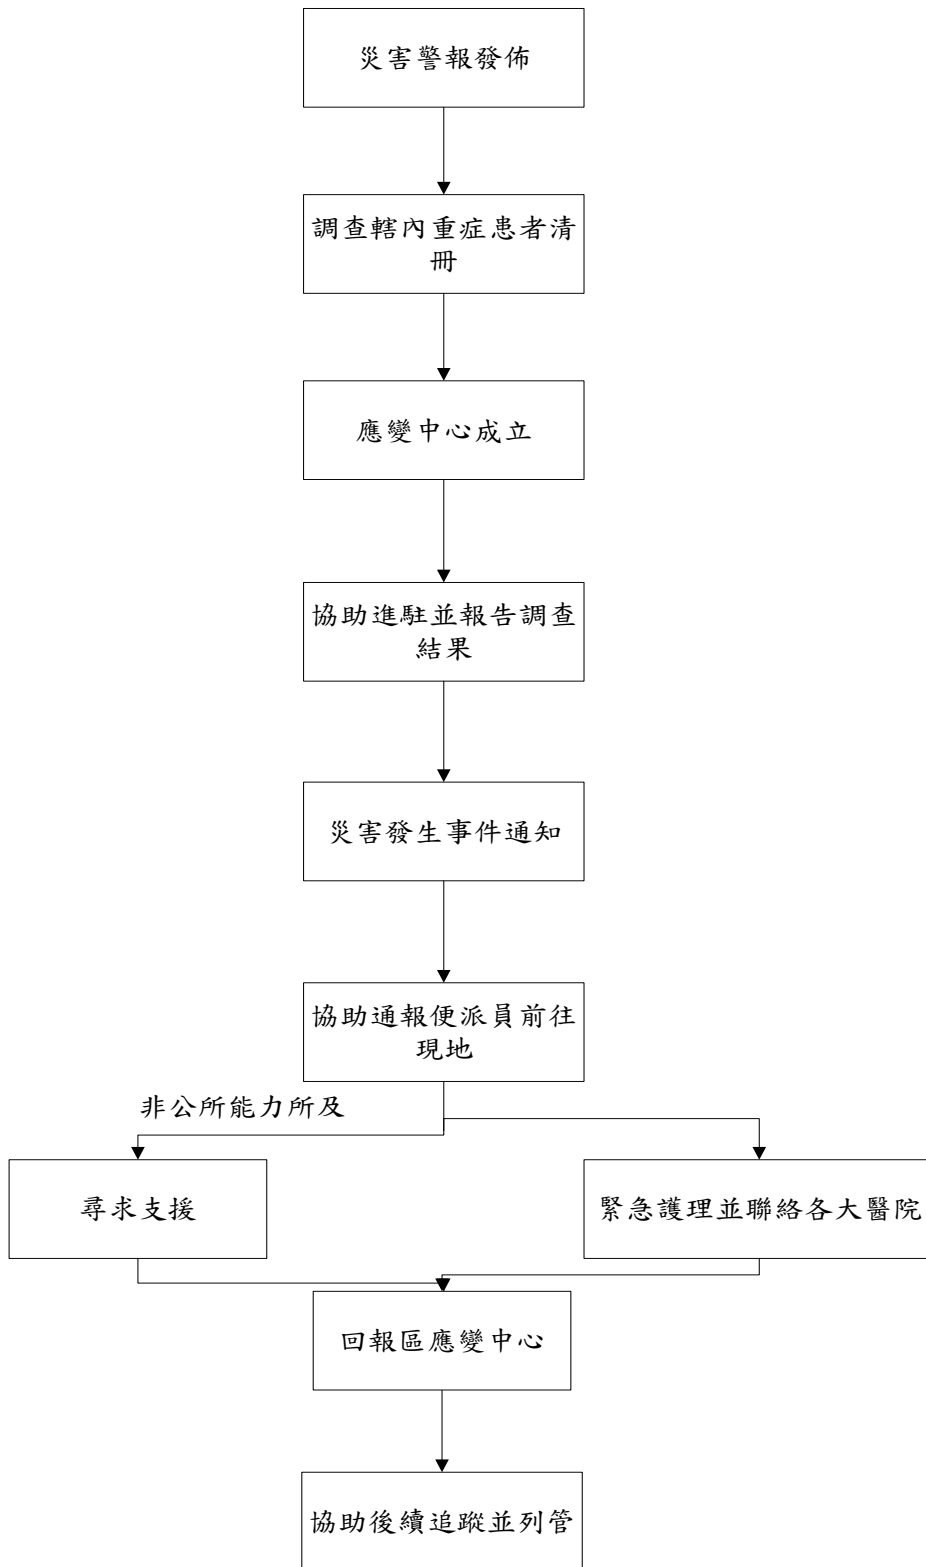 災害警報發佈
調查轄內重症患者清
冊
應變中心成立
協助進駐並報告調查
結果
災害發生事件通知
協助通報便派員前往
現地
非公所能力所及
尋求支援
緊急護理並聯絡各大醫院
回報區應變中心
協助後續追蹤並列管